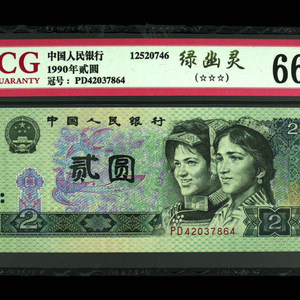 CG
GUARANTY
中国人民银行
1990年贰圆
冠号：PD42037864
12520746
绿幽灵
(☆☆☆)
66
中国人民银行
贰圆
2
2
PD42037864